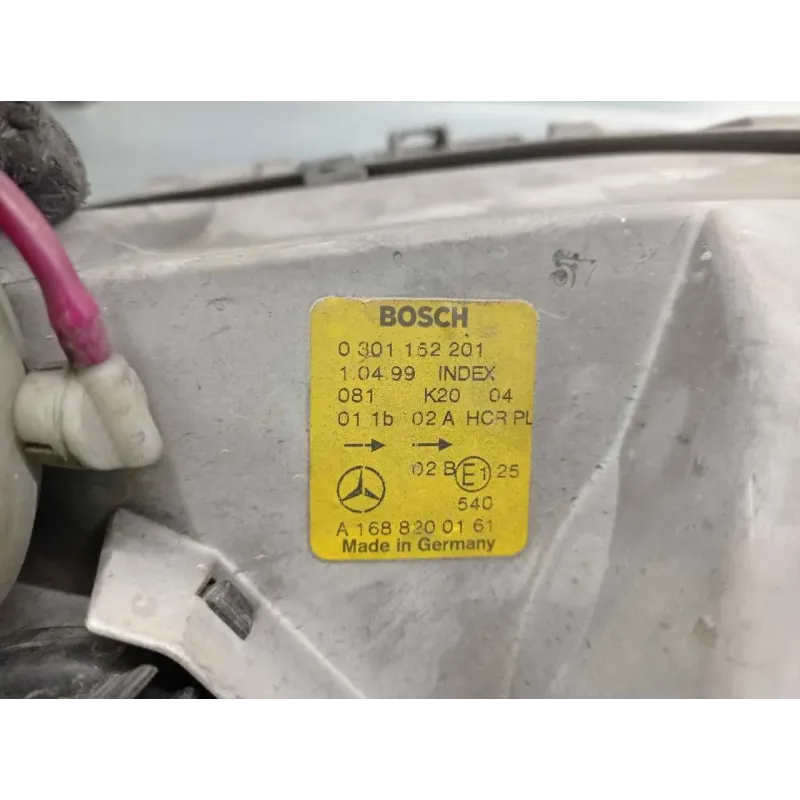 BOSCH
0 301 152 201
1.04 99 INDEX
081 K20 04
01 1b 02 A HCR PL
02 B E1 25
540
A 168 820 01 61
Made in Germany